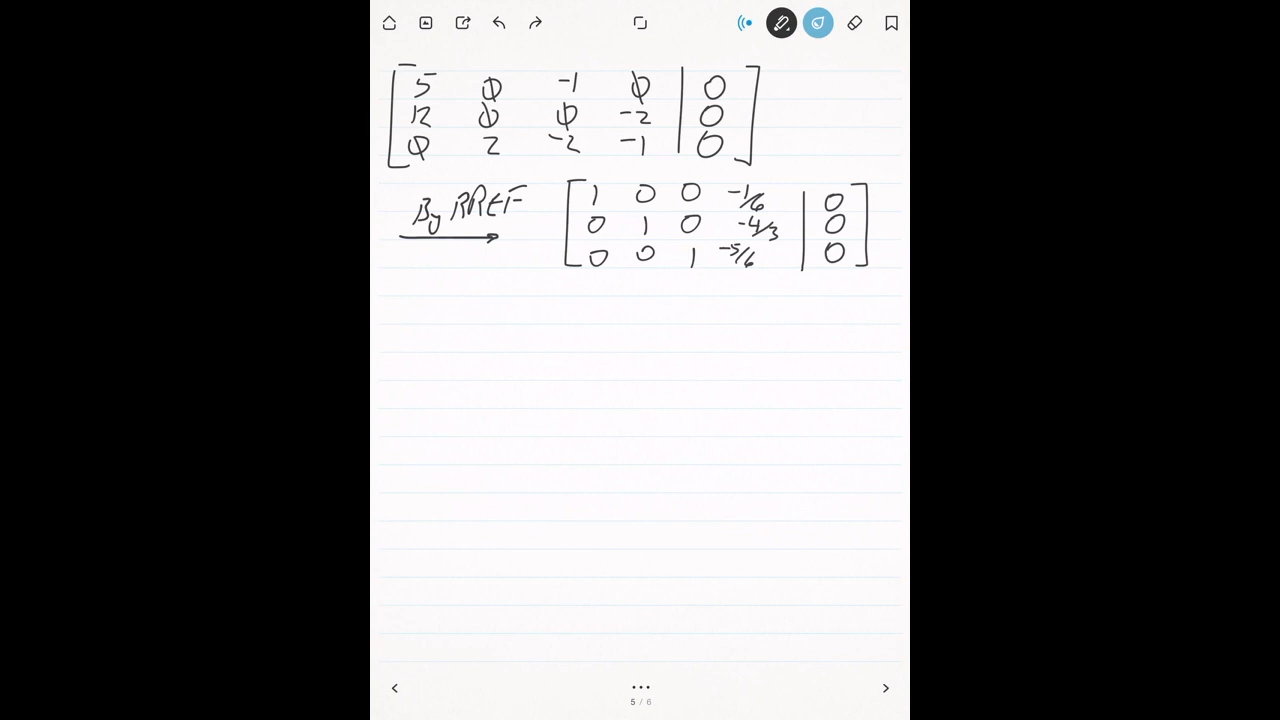 5 0 -1 0 | 0
12 0 0 -2 | 0
0 2 -2 -1 | 0
By RREF
1 0 0 -1/6 | 0
0 1 0 -4/3 | 0
0 0 1 -5/6 | 0
5 / 6